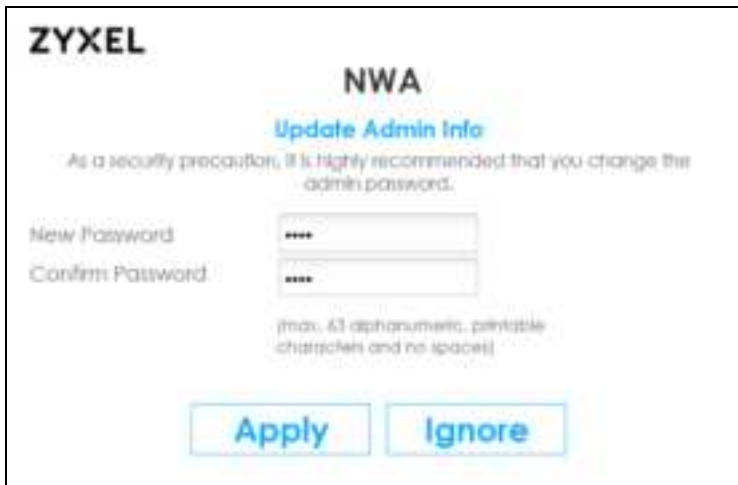 ZYXEL
NWA
Update Admin Info
As a security precaution, it is highly recommended that you change the
admin password.
New Password ••••
Confirm Password ••••
(max. 63 alphanumeric, printable
characters and no spaces)
Apply Ignore